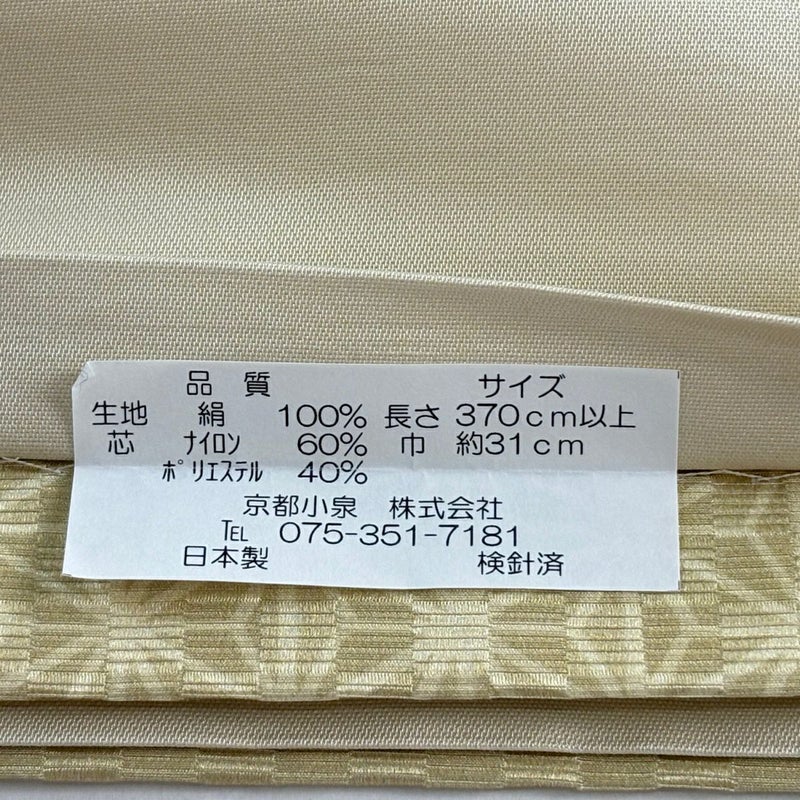 品 質 サイズ
生地 絹 100% 長さ 370cm以上
芯 ﾅｲﾛﾝ 60% 巾 約31cm
ﾎﾟﾘｴｽﾃﾙ 40%
京都小泉 株式会社
℡ 075-351-7181
日本製 検針済